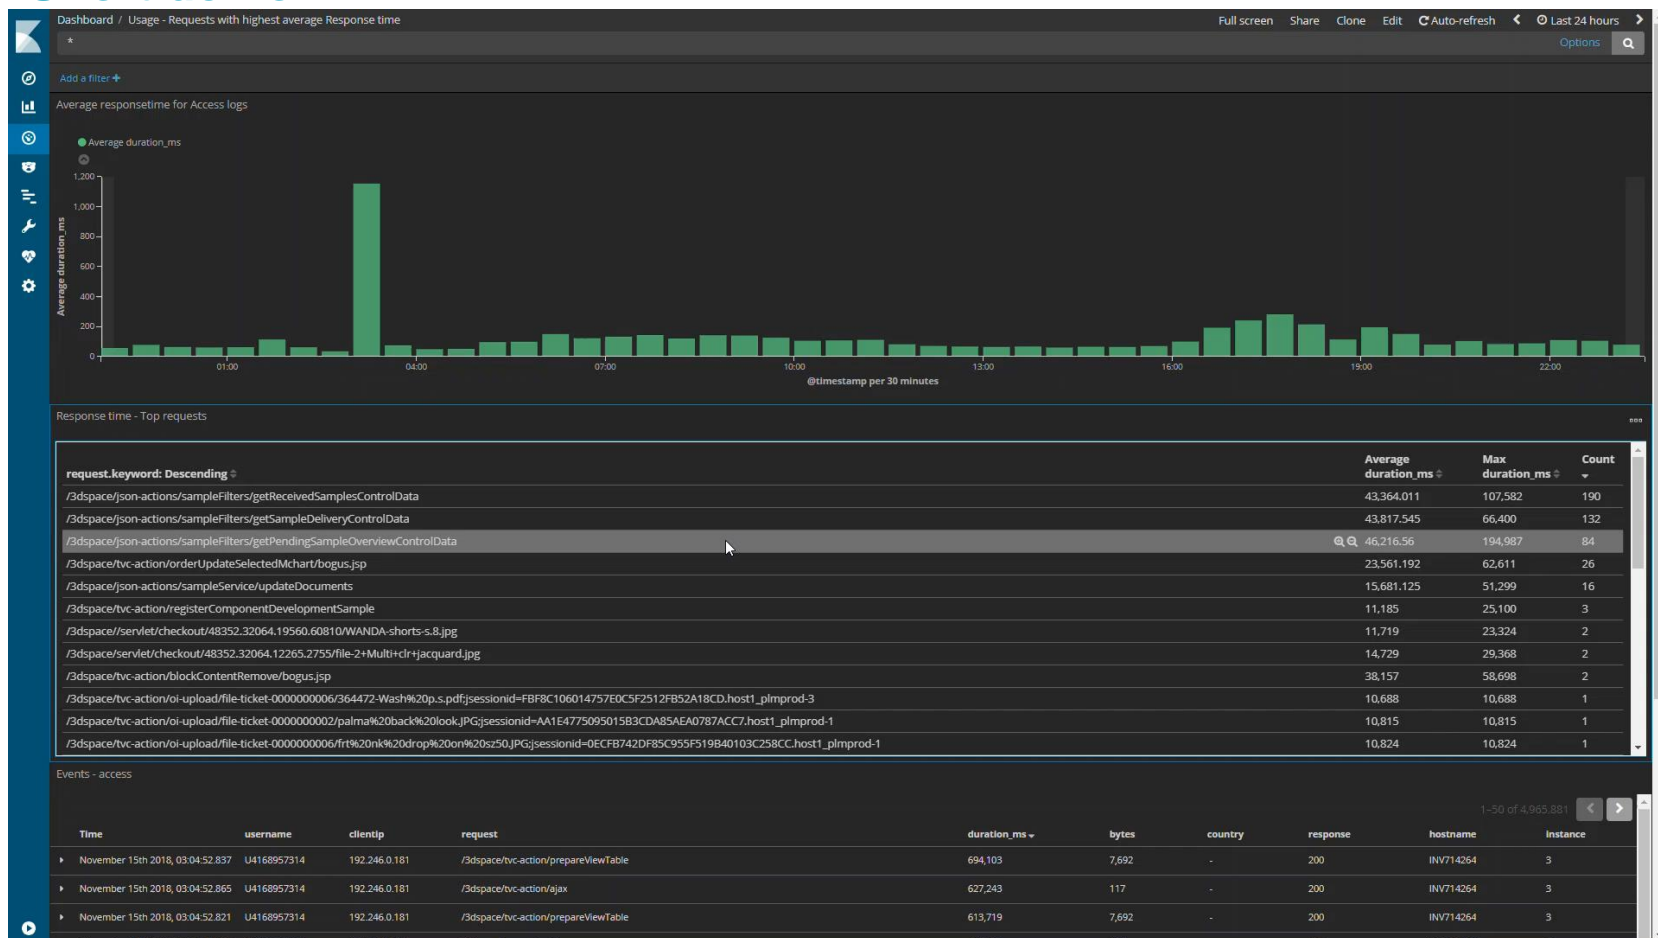 Dashboard / Usage - Requests with highest average Response time
Full screen Share Clone Edit Auto-refresh Last 24 hours
*
Options
Add a filter +
Average responsetime for Access logs
Average duration_ms
1,200
1,000
800
600
400
200
0
Average duration_ms
01:00 04:00 07:00 10:00 13:00 16:00 19:00 22:00
@timestamp per 30 minutes
Response time - Top requests
request.keyword: Descending Average duration_ms Max duration_ms Count
/3dspace/json-actions/sampleFilters/getReceivedSamplesControlData 43,364.011 107,582 190
/3dspace/json-actions/sampleFilters/getSampleDeliveryControlData 43,817.545 66,400 132
/3dspace/json-actions/sampleFilters/getPendingSampleOverviewControlData 46,216.56 194,987 84
/3dspace/tvc-action/orderUpdateSelectedMchart/bogus.jsp 23,561.192 62,611 26
/3dspace/json-actions/sampleService/updateDocuments 15,681.125 51,299 16
/3dspace/tvc-action/registerComponentDevelopmentSample 11,185 25,100 3
/3dspace//servlet/checkout/48352.32064.19560.60810/WANDA-shorts-s.8.jpg 11,719 23,324 2
/3dspace/servlet/checkout/48352.32064.12265.2755/file-2+Multi+clr+jacquard.jpg 14,729 29,368 2
/3dspace/tvc-action/blockContentRemove/bogus.jsp 38,157 58,698 2
/3dspace/tvc-action/oi-upload/file-ticket-0000000006/364472-Wash%20p.s.pdf;jsessionid=FBF8C106014757E0C5F2512FB52A18CD.host1_plmprod-3 10,688 10,688 1
/3dspace/tvc-action/oi-upload/file-ticket-0000000002/palma%20back%20look.JPG;jsessionid=AA1E4775095015B3CDA85AEA0787ACC7.host1_plmprod-1 10,815 10,815 1
/3dspace/tvc-action/oi-upload/file-ticket-0000000006/frt%20nk%20drop%20on%20sz50.JPG;jsessionid=0ECFB742DF85C955F519B40103C258CC.host1_plmprod-1 10,824 10,824 1
Events - access
1–50 of 4,965,881
Time username clientip request duration_ms bytes country response hostname instance
November 15th 2018, 03:04:52.837 U4168957314 192.246.0.181 /3dspace/tvc-action/prepareViewTable 694,103 7,692 - 200 INV714264 3
November 15th 2018, 03:04:52.865 U4168957314 192.246.0.181 /3dspace/tvc-action/ajax 627,243 117 - 200 INV714264 3
November 15th 2018, 03:04:52.821 U4168957314 192.246.0.181 /3dspace/tvc-action/prepareViewTable 613,719 7,692 - 200 INV714264 3